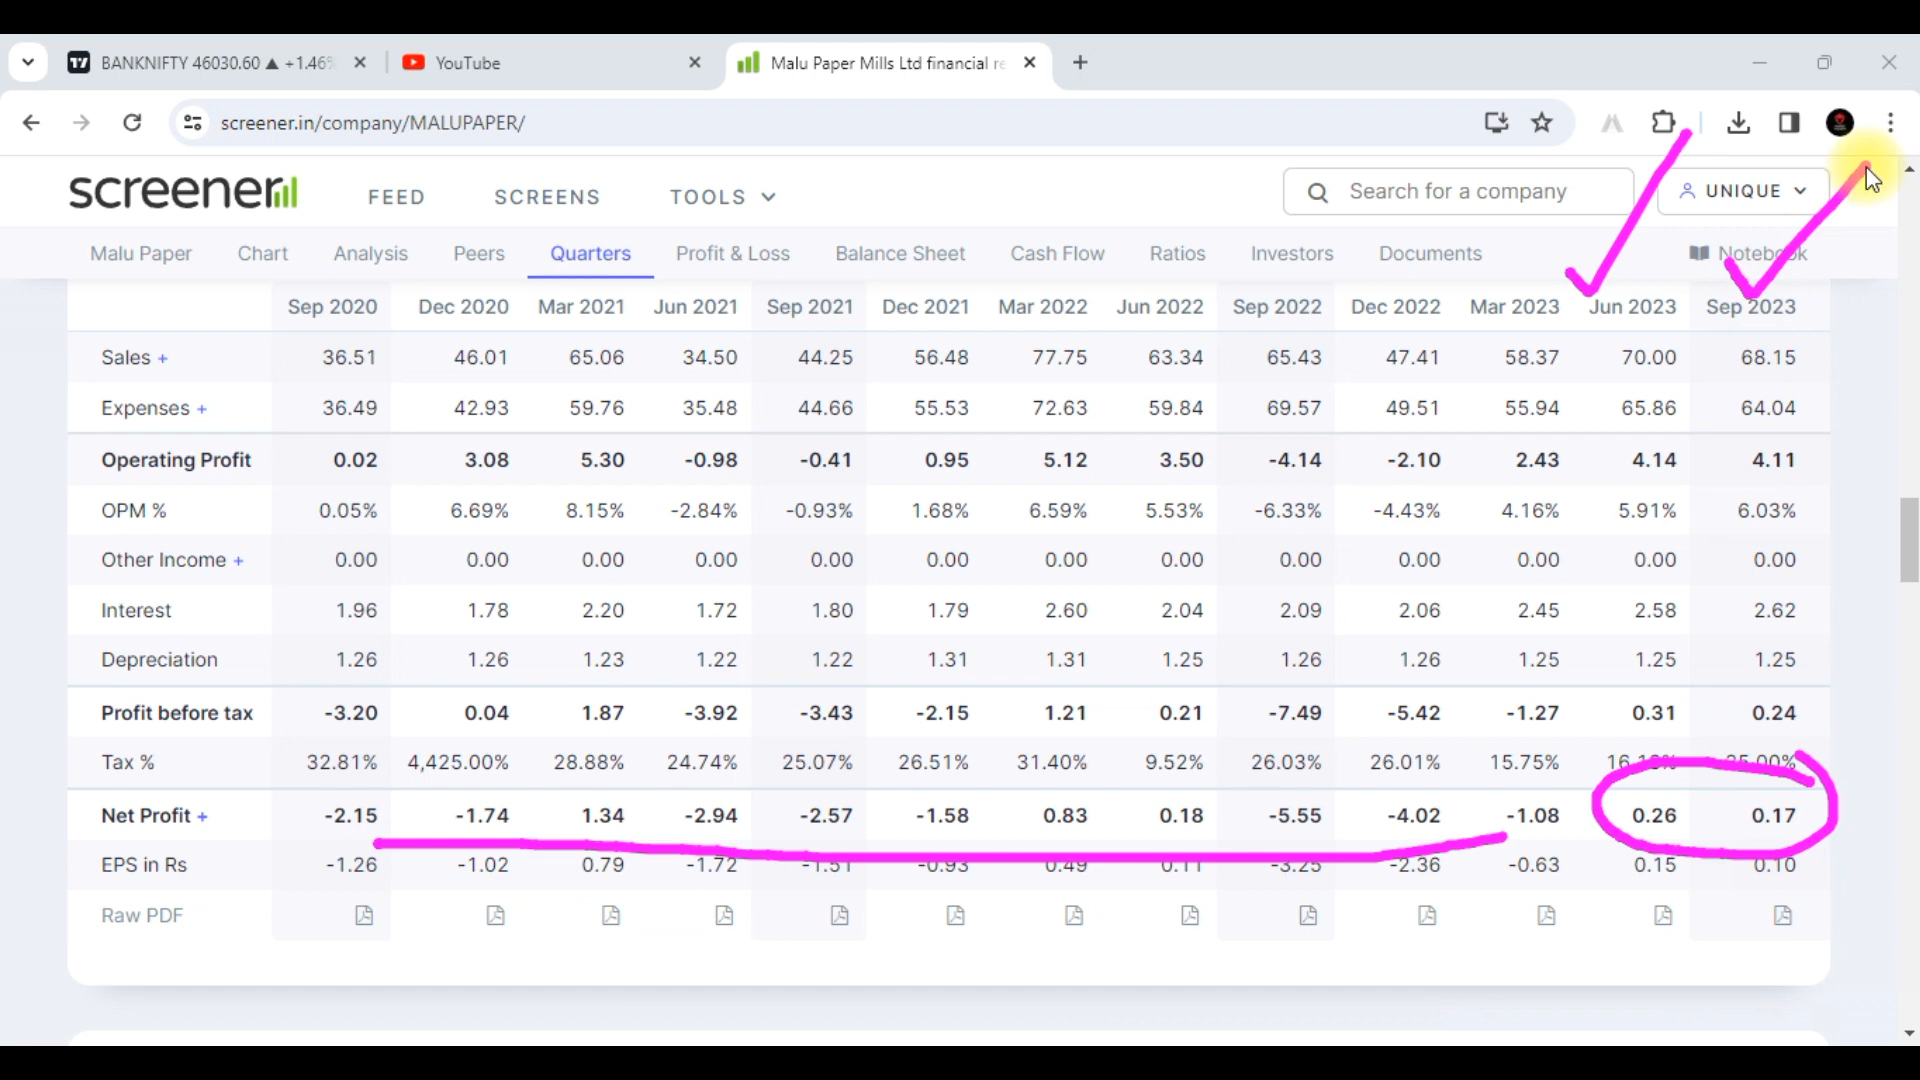 BANKNIFTY 46030.60 ▲ +1.46%
YouTube
Malu Paper Mills Ltd financial re
screener.in/company/MALUPAPER/
screener FEED SCREENS TOOLS Search for a company UNIQUE
Malu Paper Chart Analysis Peers Quarters Profit & Loss Balance Sheet Cash Flow Ratios Investors Documents Notebook
Sep 2020 Dec 2020 Mar 2021 Jun 2021 Sep 2021 Dec 2021 Mar 2022 Jun 2022 Sep 2022 Dec 2022 Mar 2023 Jun 2023 Sep 2023
Sales + 36.51 46.01 65.06 34.50 44.25 56.48 77.75 63.34 65.43 47.41 58.37 70.00 68.15
Expenses + 36.49 42.93 59.76 35.48 44.66 55.53 72.63 59.84 69.57 49.51 55.94 65.86 64.04
Operating Profit 0.02 3.08 5.30 -0.98 -0.41 0.95 5.12 3.50 -4.14 -2.10 2.43 4.14 4.11
OPM % 0.05% 6.69% 8.15% -2.84% -0.93% 1.68% 6.59% 5.53% -6.33% -4.43% 4.16% 5.91% 6.03%
Other Income + 0.00 0.00 0.00 0.00 0.00 0.00 0.00 0.00 0.00 0.00 0.00 0.00 0.00
Interest 1.96 1.78 2.20 1.72 1.80 1.79 2.60 2.04 2.09 2.06 2.45 2.58 2.62
Depreciation 1.26 1.26 1.23 1.22 1.22 1.31 1.31 1.25 1.26 1.26 1.25 1.25 1.25
Profit before tax -3.20 0.04 1.87 -3.92 -3.43 -2.15 1.21 0.21 -7.49 -5.42 -1.27 0.31 0.24
Tax % 32.81% 4,425.00% 28.88% 24.74% 25.07% 26.51% 31.40% 9.52% 26.03% 26.01% 15.75%
Net Profit + -2.15 -1.74 1.34 -2.94 -2.57 -1.58 0.83 0.18 -5.55 -4.02 -1.08 0.26 0.17
EPS in Rs -1.26 -1.02 0.79 -1.72 -1.51 -0.93 0.49 0.11 -3.25 -2.36 -0.63 0.15 0.10
Raw PDF